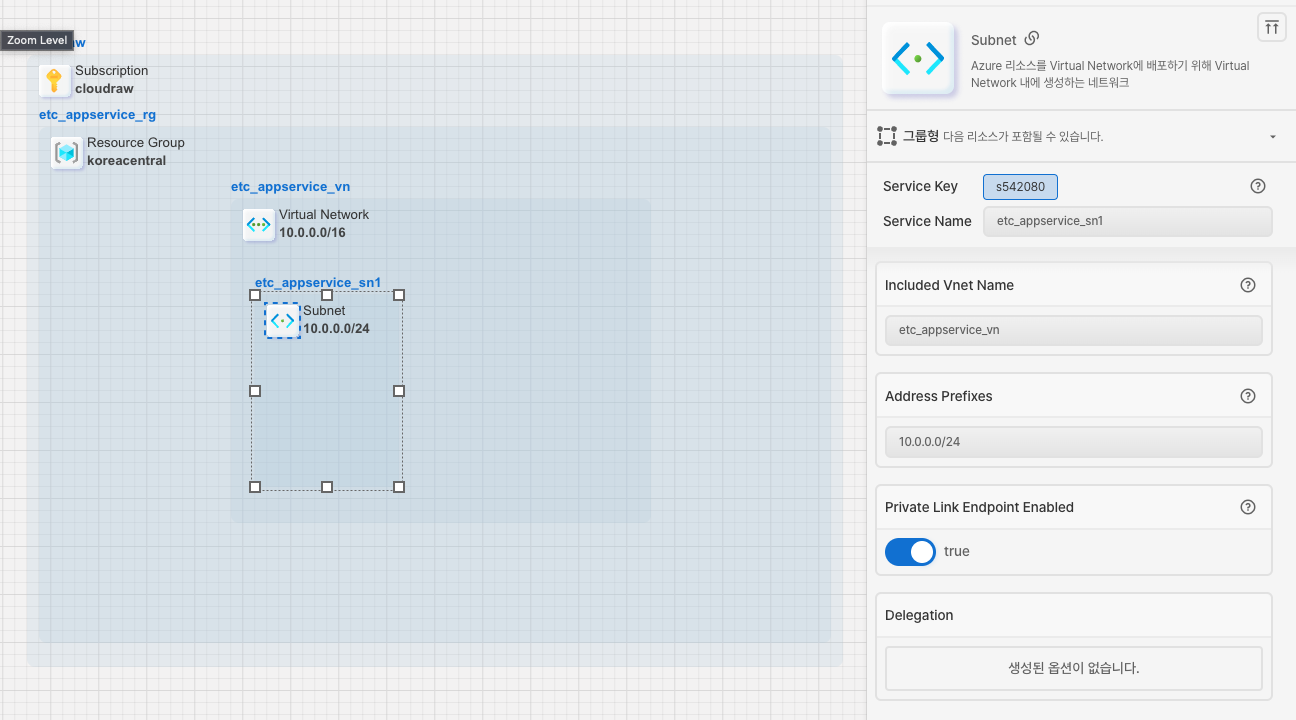 Zoom Level
Subscription
cloudraw
etc_appservice_rg
Resource Group
koreacentral
etc_appservice_vn
Virtual Network
10.0.0.0/16
etc_appservice_sn1
Subnet
10.0.0.0/24
Subnet
Azure 리소스를 Virtual Network에 배포하기 위해 Virtual
Network 내에 생성하는 네트워크
그룹형 다음 리소스가 포함될 수 있습니다.
Service Key s542080
Service Name etc_appservice_sn1
Included Vnet Name
etc_appservice_vn
Address Prefixes
10.0.0.0/24
Private Link Endpoint Enabled
true
Delegation
생성된 옵션이 없습니다.